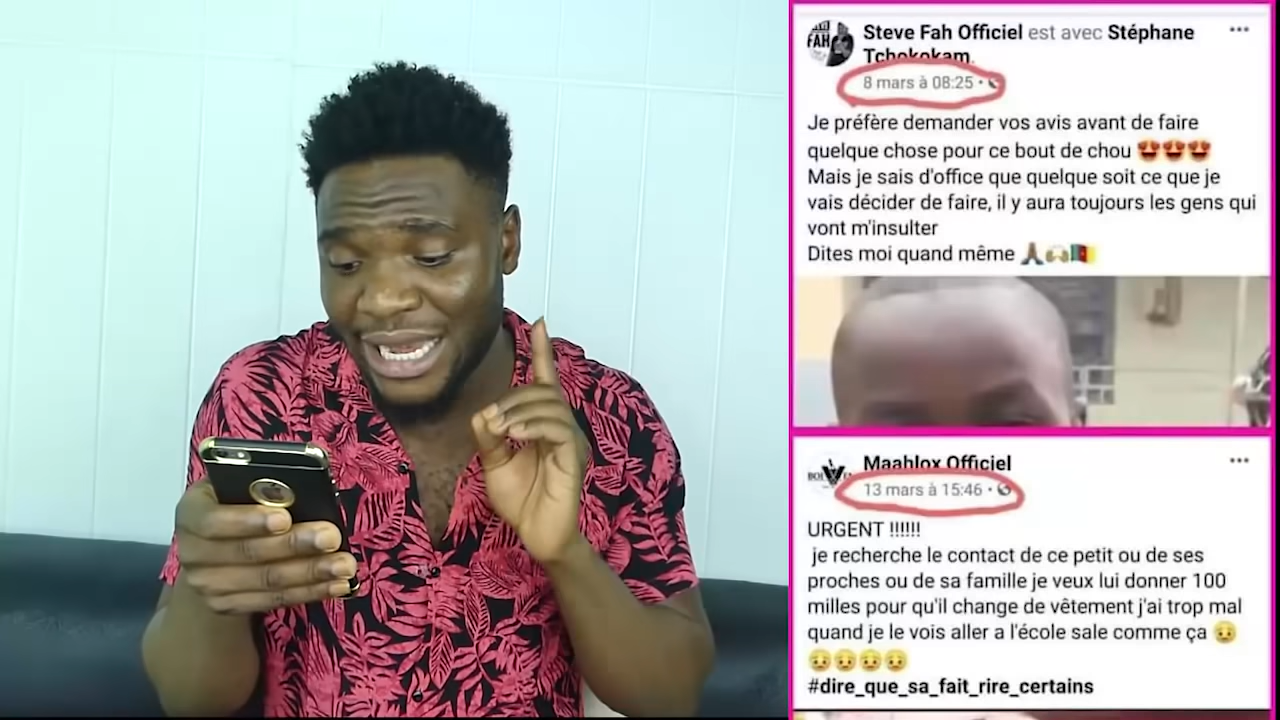 Steve Fah Officiel est avec Stéphane
Tchokokam.
8 mars à 08:25
Je préfère demander vos avis avant de faire
quelque chose pour ce bout de chou 😍😍😍
Mais je sais d'office que quelque soit ce que je
vais décider de faire, il y aura toujours les gens qui
vont m'insulter
Dites moi quand même 🙏🏾🙌🏼🇨🇲
FAH
Maahlox Officiel
13 mars à 15:46
URGENT !!!!!!
je recherche le contact de ce petit ou de ses
proches ou de sa famille je veux lui donner 100
milles pour qu'il change de vêtement j'ai trop mal
quand je le vois aller a l'école sale comme ça 😥
😥😥😥😥
#dire_que_sa_fait_rire_certains